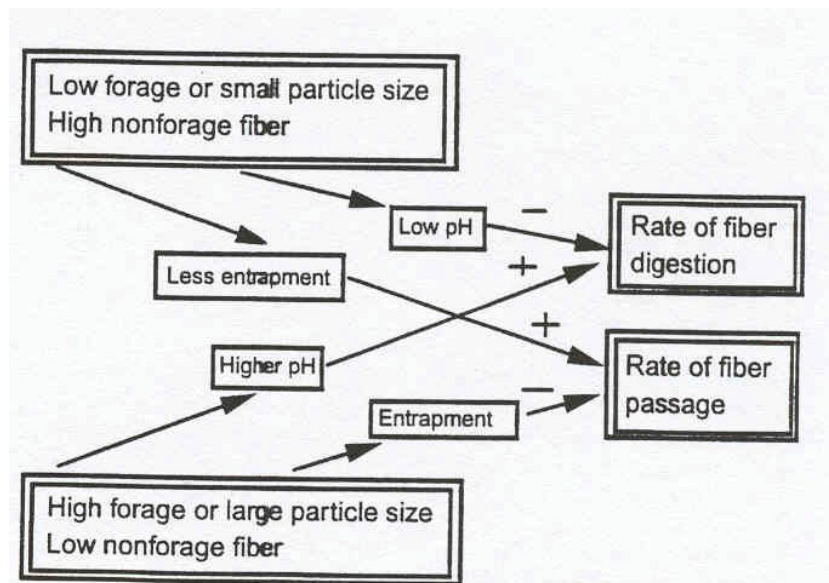 Low forage or small particle size
High nonforage fiber
Low pH
−
Rate of fiber
digestion
+
Less entrapment
+
Higher pH
−
Rate of fiber
passage
Entrapment
High forage or large particle size
Low nonforage fiber